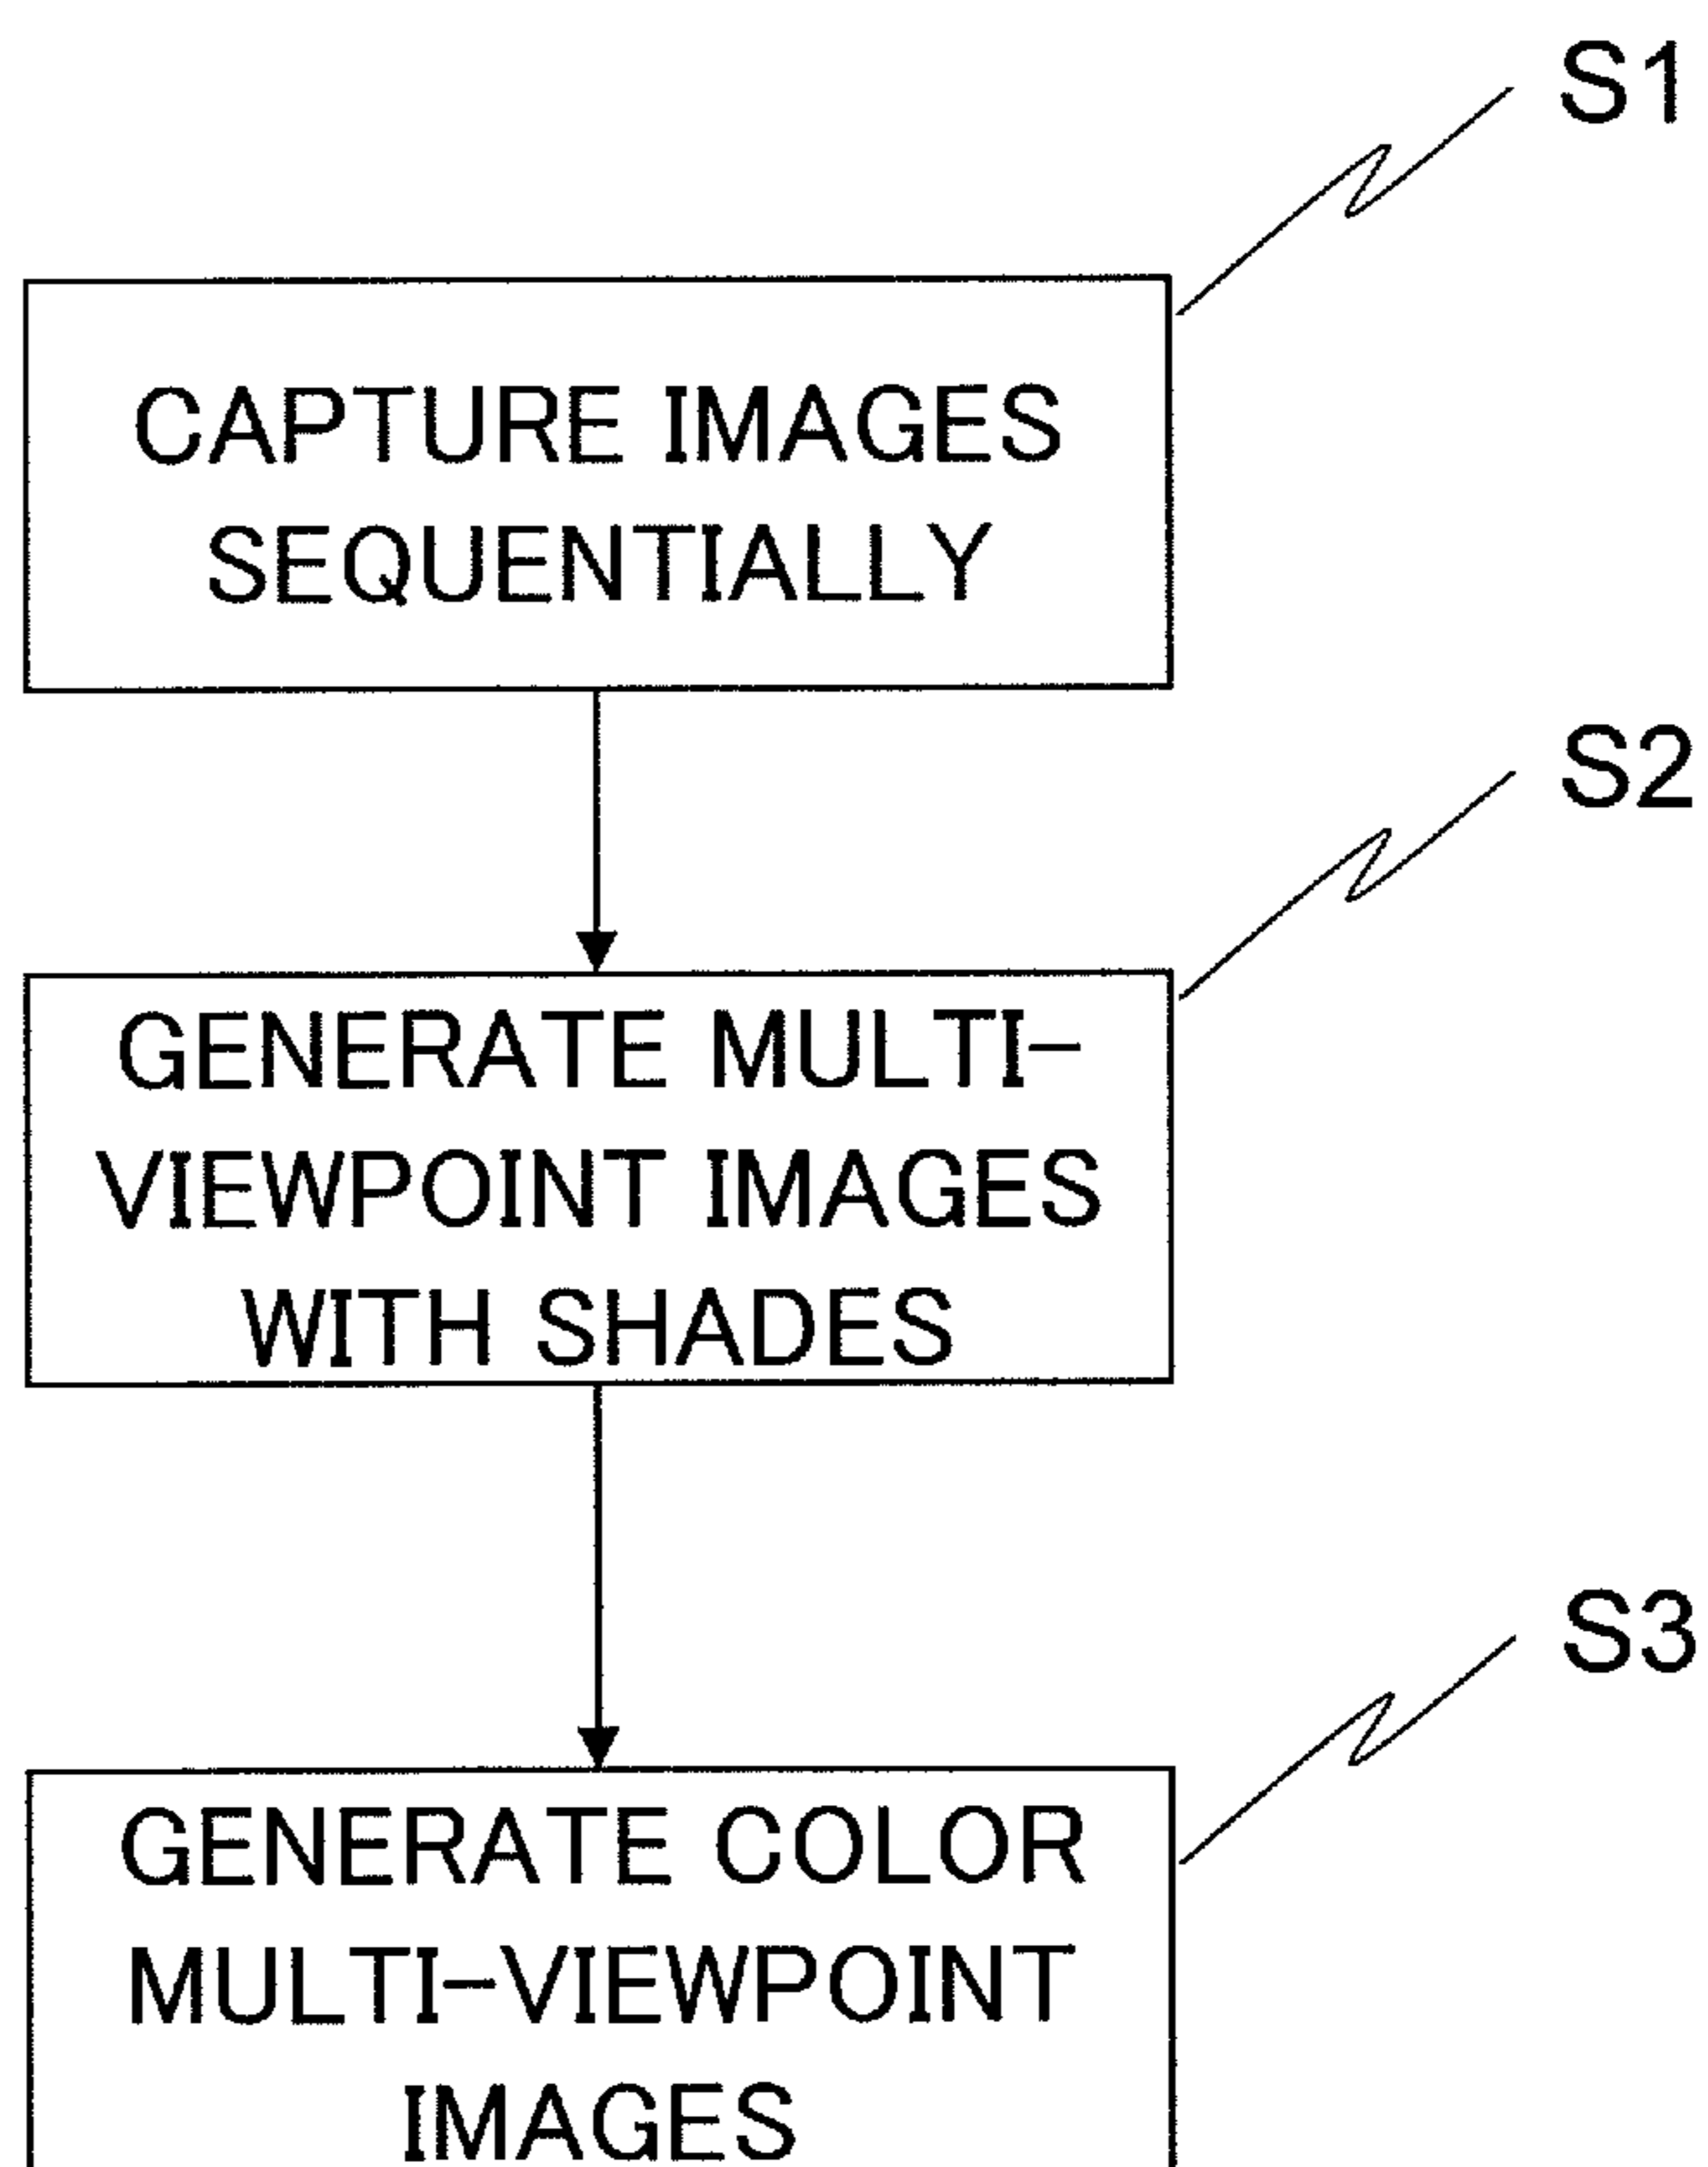 S1
CAPTURE IMAGES
SEQUENTIALLY
S2
GENERATE MULTI-
VIEWPOINT IMAGES
WITH SHADES
S3
GENERATE COLOR
MULTI-VIEWPOINT
IMAGES